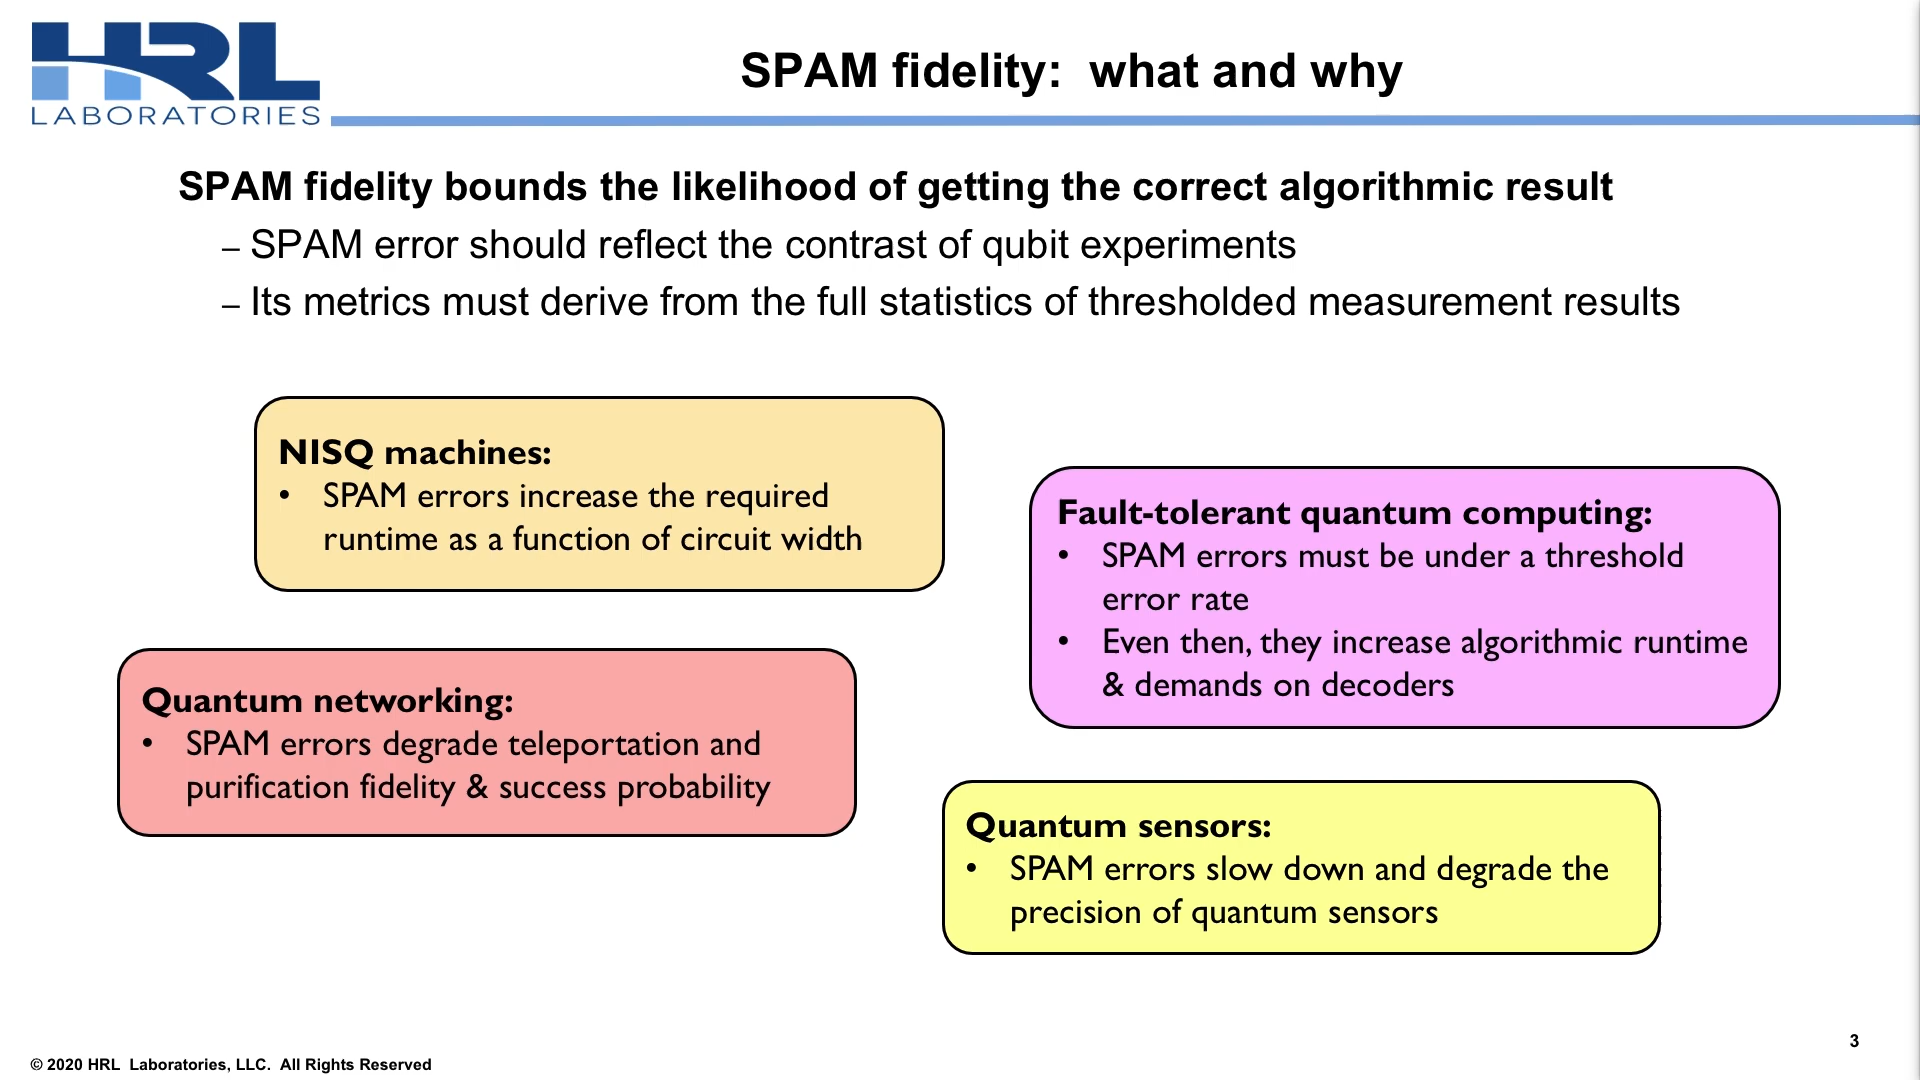 HRL
LABORATORIES
SPAM fidelity: what and why
SPAM fidelity bounds the likelihood of getting the correct algorithmic result
– SPAM error should reflect the contrast of qubit experiments
– Its metrics must derive from the full statistics of thresholded measurement results
NISQ machines:
• SPAM errors increase the required
runtime as a function of circuit width
Fault-tolerant quantum computing:
• SPAM errors must be under a threshold
error rate
• Even then, they increase algorithmic runtime
& demands on decoders
Quantum networking:
• SPAM errors degrade teleportation and
purification fidelity & success probability
Quantum sensors:
• SPAM errors slow down and degrade the
precision of quantum sensors
3
© 2020 HRL Laboratories, LLC. All Rights Reserved